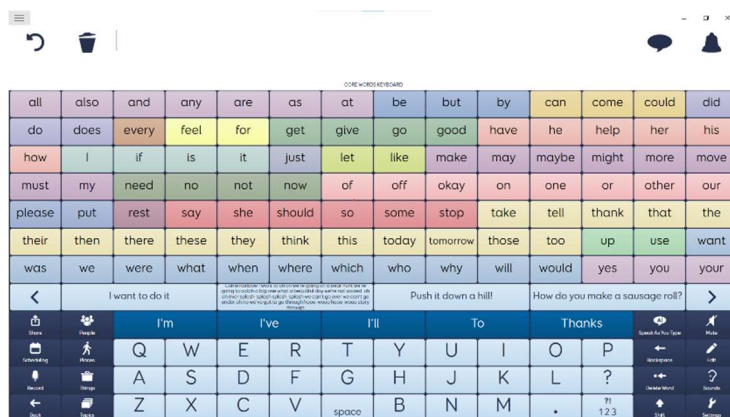 CORE WORDS KEYBOARD
all also and any are as at be but by can come could did
do does every feel for get give go good have he help her his
how I if is it just let like make may maybe might more move
must my need no not now of off okay on one or other our
please put rest say she should so some stop take tell thank that the
their then there these they think this today tomorrow those too up use want
was we were what when where which who why will would yes you your
I want to do it
Push it down a hill! How do you make a sausage roll?
I'm I've I'll To Thanks
Share People Speak As You Type Mute
Scheduling Places Q W E R T Y U I O P Backspace Edit
Record Things A S D F G H J K L ? Delete Word Sounds
Back Topics Z X C V space B N M . ?! 123 Shift Settings